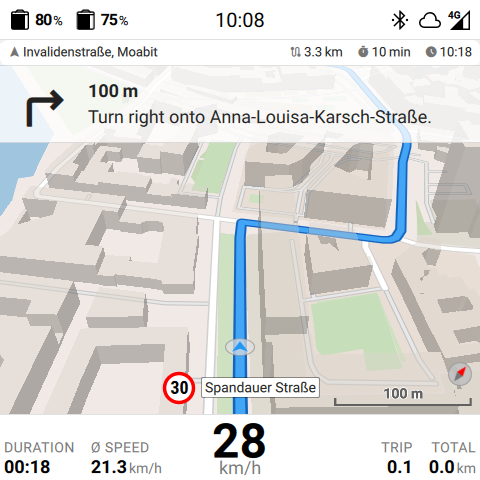 80% 75% 10:08 4G
Invalidenstraße, Moabit 3.3 km 10 min 10:18
100 m
Turn right onto Anna-Louisa-Karsch-Straße.
30 Spandauer Straße
100 m
28
km/h
DURATION Ø SPEED TRIP TOTAL
00:18 21.3 km/h 0.1 0.0 km